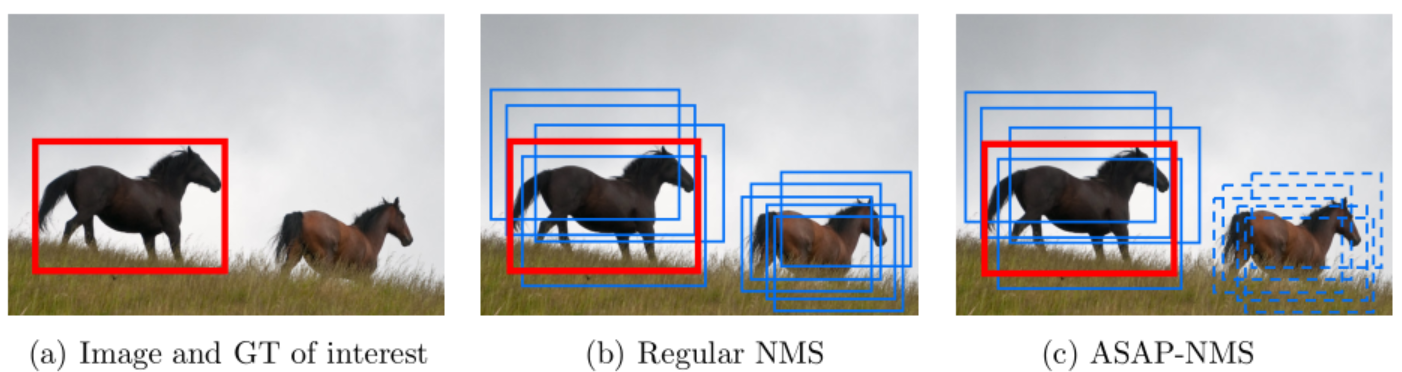 (a) Image and GT of interest
(b) Regular NMS
(c) ASAP-NMS